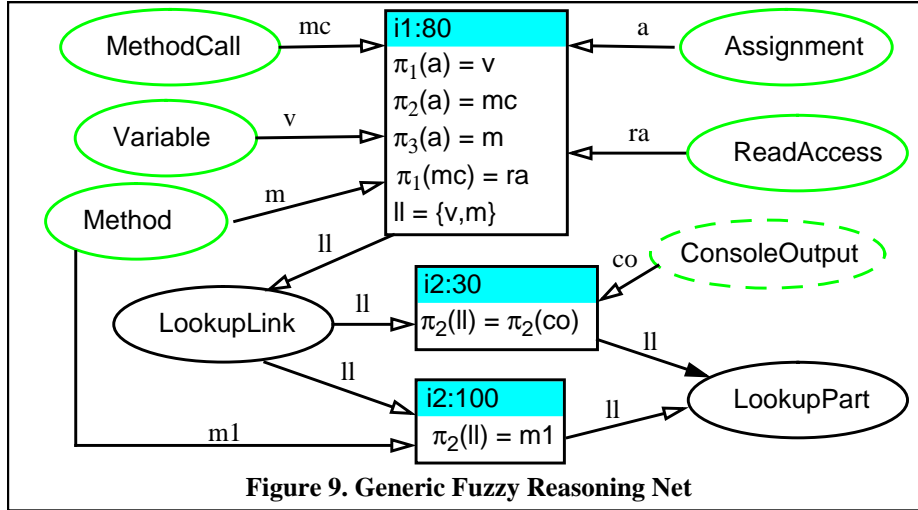 MethodCall
mc
i1:80
a
Assignment
π₁(a) = v
π₂(a) = mc
Variable
v
π₃(a) = m
ra
ReadAccess
π₁(mc) = ra
Method
m
ll = {v,m}
ll
co
ConsoleOutput
LookupLink
ll
i2:30
π₂(ll) = π₂(co)
ll
ll
i2:100
ll
LookupPart
m1
π₂(ll) = m1
Figure 9. Generic Fuzzy Reasoning Net